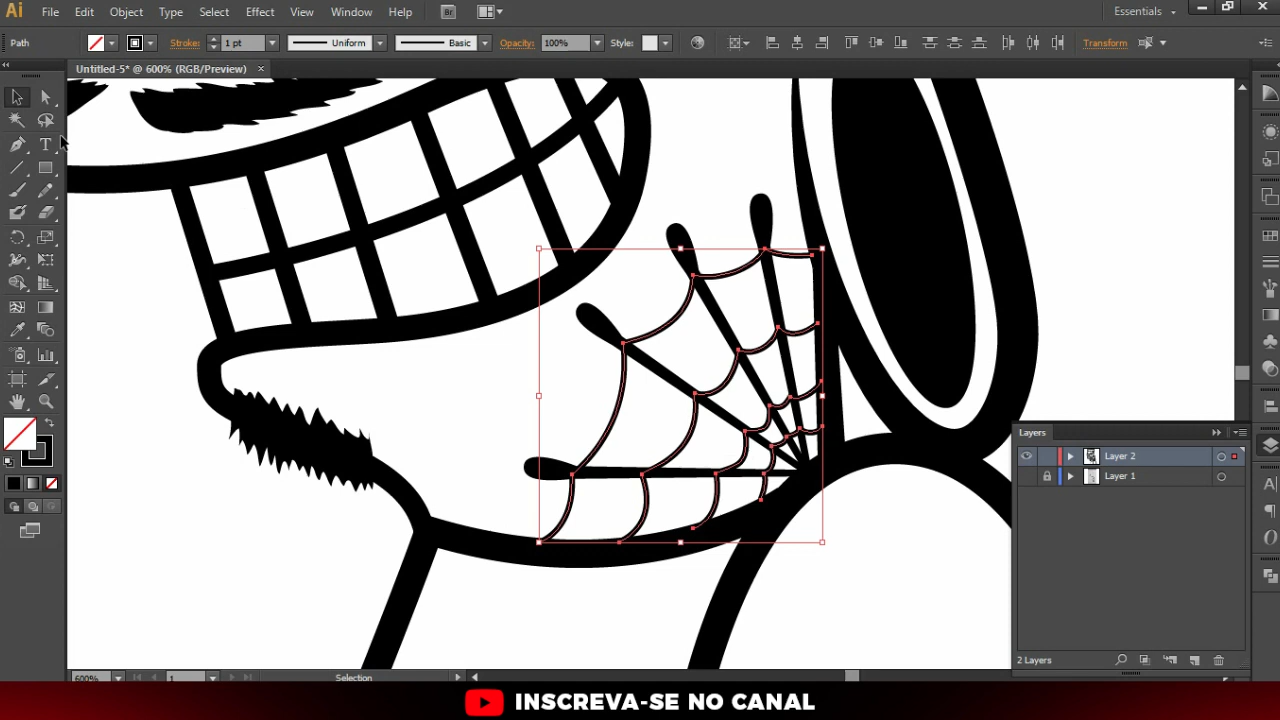 Ai File Edit Object Type Select Effect View Window Help Br Essentials
Path Stroke: 1 pt Uniform Basic Opacity: 100% Style: Transform
Untitled-5* @ 600% (RGB/Preview) ×
Layers
Layer 2
Layer 1
2 Layers
600% 1 Selection
INSCREVA-SE NO CANAL